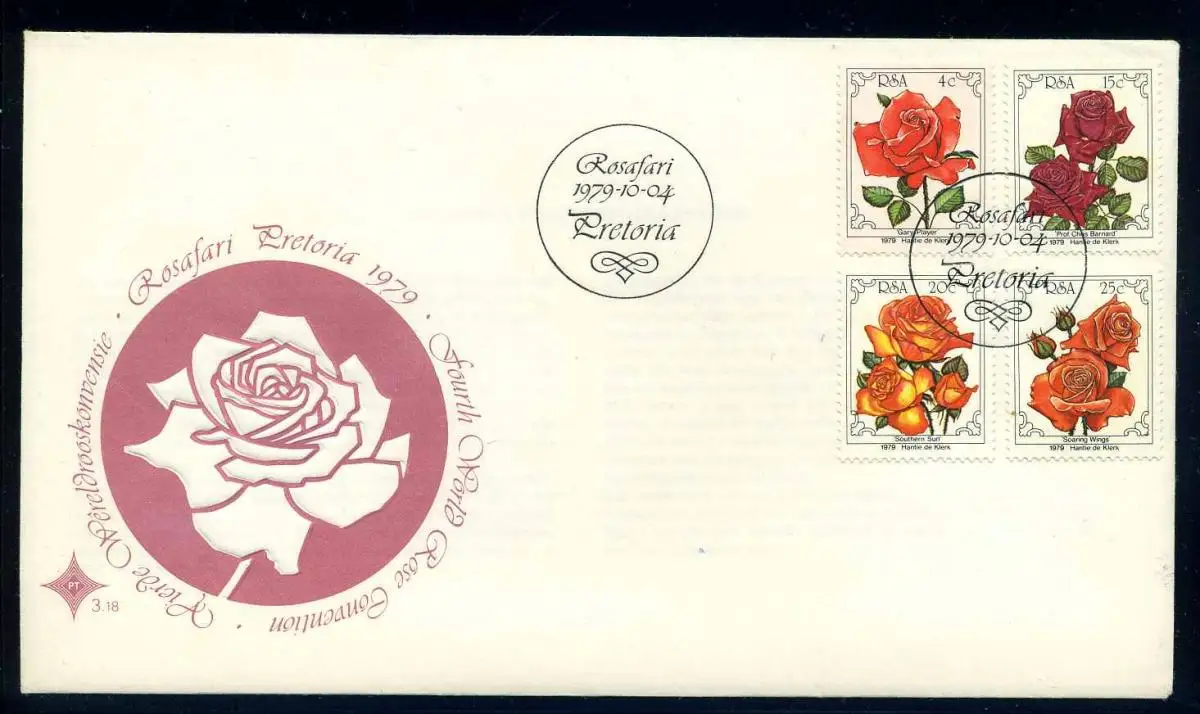 Rosafari
1979-10-04
Pretoria
RSA 4c
'Gary Player'
1979 Hantie de Klerk
RSA 15c
'Prof. Chris Barnard'
1979 Hantie de Klerk
Rosafari
1979-10-04
Pretoria
RSA 20c
'Southern Sun'
1979 Hantie de Klerk
RSA 25c
'Soaring Wings'
1979 Hantie de Klerk
Rosafari Pretoria 1979 · Fourth World Rose Convention · Vierde Wêreldrooskonvensie ·
PT
3.18